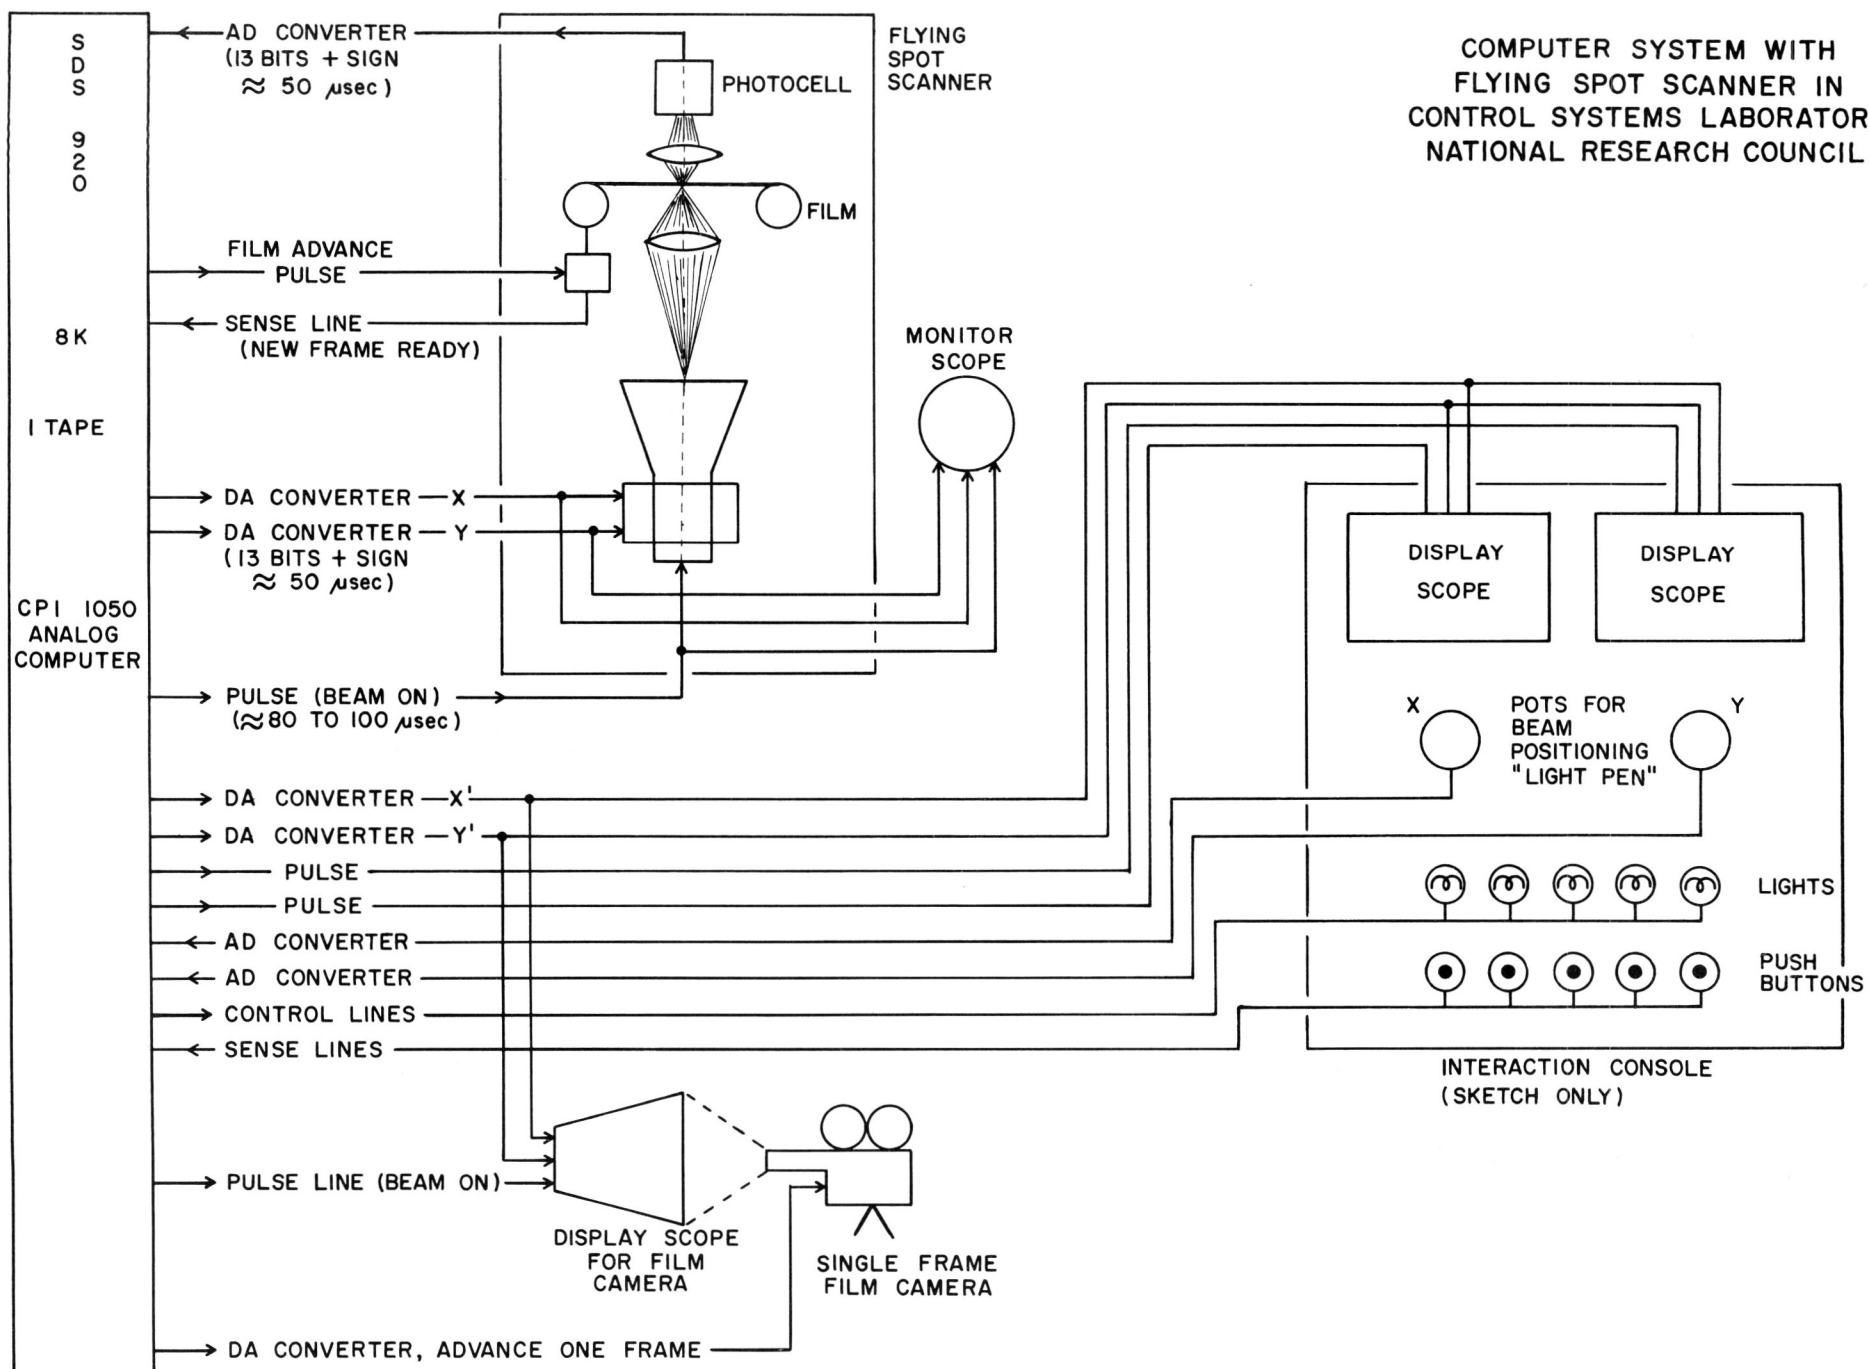 COMPUTER SYSTEM WITH
FLYING SPOT SCANNER IN
CONTROL SYSTEMS LABORATOR
NATIONAL RESEARCH COUNCIL
SDS 920
8K
1 TAPE
CPI 1050
ANALOG
COMPUTER
AD CONVERTER
(13 BITS + SIGN
≈ 50 μsec)
FLYING
SPOT
SCANNER
PHOTOCELL
FILM
FILM ADVANCE
PULSE
SENSE LINE
(NEW FRAME READY)
MONITOR
SCOPE
DA CONVERTER — X
DA CONVERTER — Y
(13 BITS + SIGN
≈ 50 μsec)
PULSE (BEAM ON)
(≈80 TO 100 μsec)
DISPLAY
SCOPE
DISPLAY
SCOPE
X
POTS FOR
BEAM
POSITIONING
"LIGHT PEN"
Y
LIGHTS
PUSH
BUTTONS
INTERACTION CONSOLE
(SKETCH ONLY)
DA CONVERTER — X'
DA CONVERTER — Y'
PULSE
PULSE
AD CONVERTER
AD CONVERTER
CONTROL LINES
SENSE LINES
PULSE LINE (BEAM ON)
DISPLAY SCOPE
FOR FILM
CAMERA
SINGLE FRAME
FILM CAMERA
DA CONVERTER, ADVANCE ONE FRAME